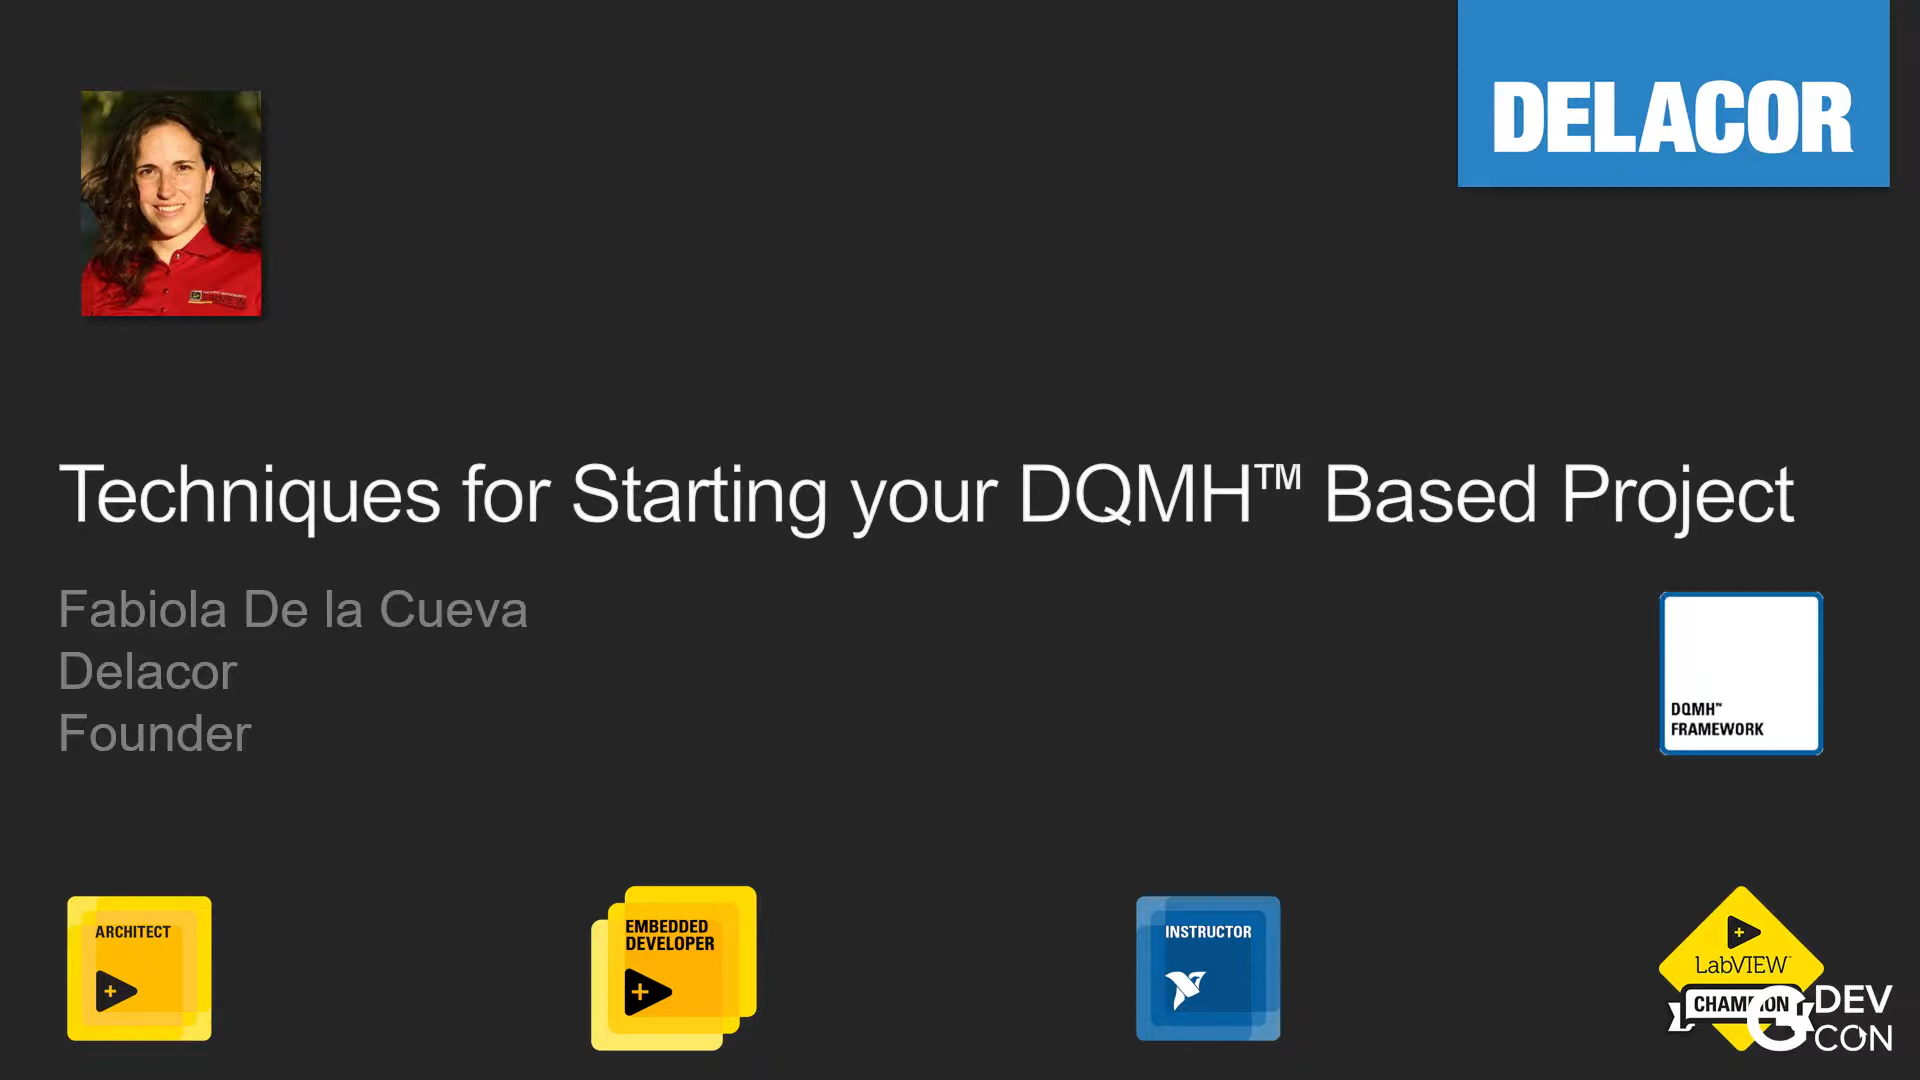 DELACOR
Techniques for Starting your DQMH™ Based Project
Fabiola De la Cueva
Delacor
Founder
DQMH™
FRAMEWORK
ARCHITECT
EMBEDDED
DEVELOPER
INSTRUCTOR
LabVIEW™
CHAMPION
G DEV
CON